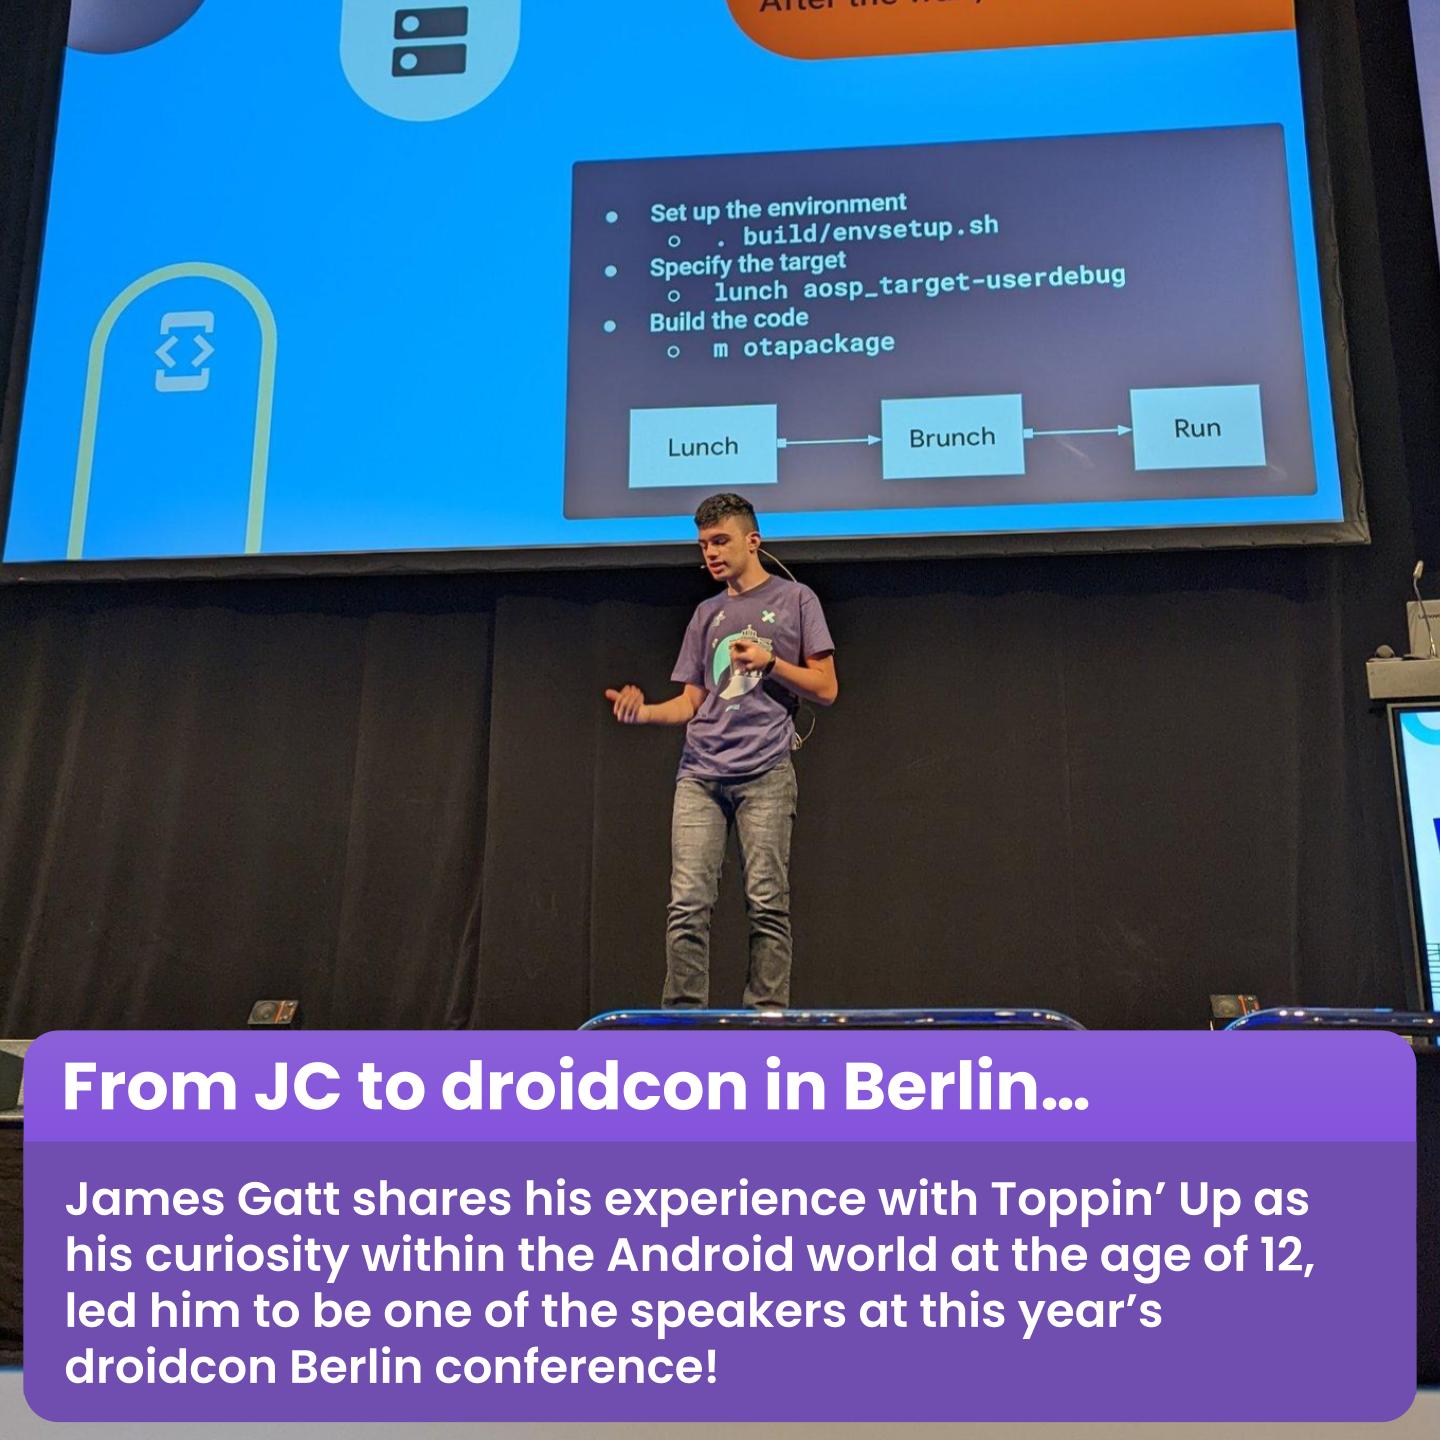 After the
Set up the environment
. build/envsetup.sh
Specify the target
lunch aosp_target-userdebug
Build the code
m otapackage
Lunch
Brunch
Run
From JC to droidcon in Berlin...
James Gatt shares his experience with Toppin’ Up as
his curiosity within the Android world at the age of 12,
led him to be one of the speakers at this year’s
droidcon Berlin conference!